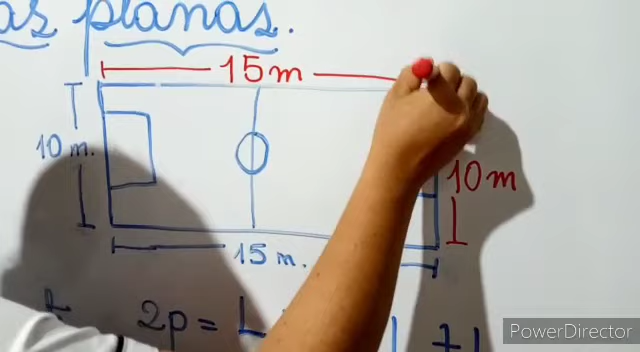 as planas.
15m
10 m.
10m
15 m.
2p = L + L
PowerDirector